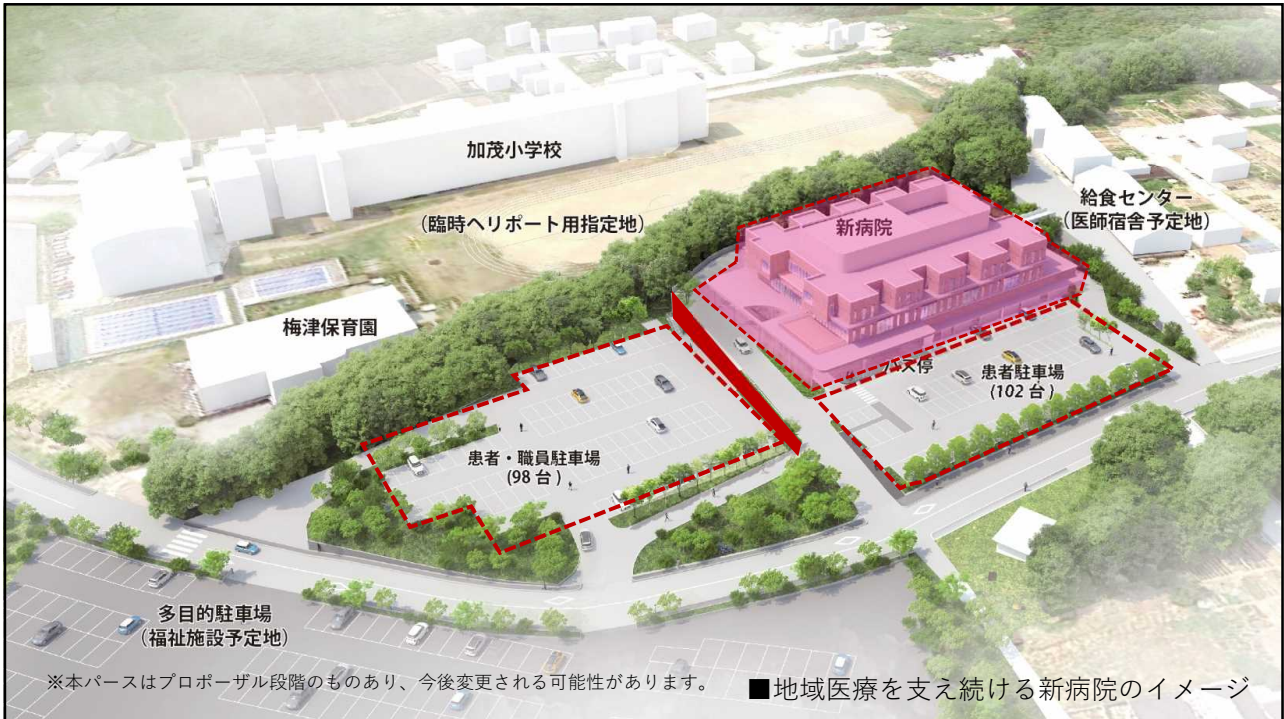 加茂小学校
(臨時ヘリポート用指定地)
新病院
給食センター
(医師宿舎予定地)
梅津保育園
バス停
患者駐車場
(102 台)
患者・職員駐車場
(98 台)
多目的駐車場
(福祉施設予定地)
※本パースはプロポーザル段階のものあり、今後変更される可能性があります。
■地域医療を支え続ける新病院のイメージ